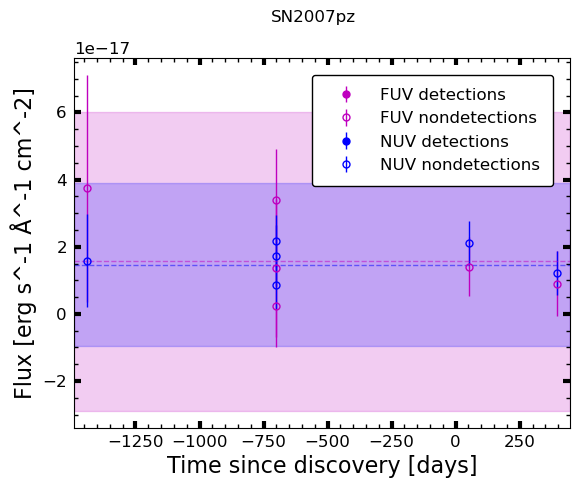 SN2007pz
1e−17
FUV detections
FUV nondetections
NUV detections
NUV nondetections
6
4
2
0
−2
Flux [erg s^-1 Å^-1 cm^-2]
−1250 −1000 −750 −500 −250 0 250
Time since discovery [days]